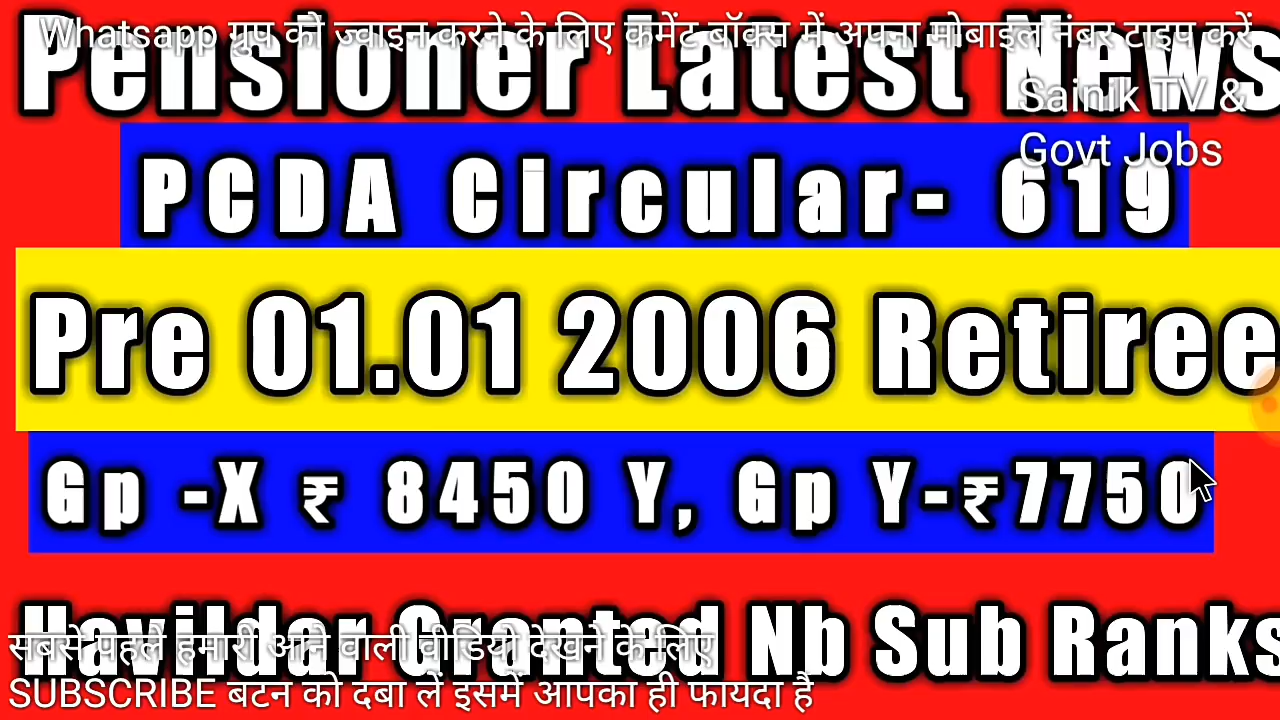 Whatsapp ग्रुप को ज्वाइन करने के लिए कमेंट बॉक्स में अपना मोबाइल नंबर टाइप करें
Pensioner Latest News
Sainik TV &
Govt Jobs
PCDA Circular- 619
Pre 01.01 2006 Retiree
Gp -X ₹ 8450 Y, Gp Y-₹7750
Havildar Granted Nb Sub Ranks
सबसे पहले हमारी आने वाली वीडियो देखने के लिए
SUBSCRIBE बटन को दबा लें इसमें आपका ही फायदा है